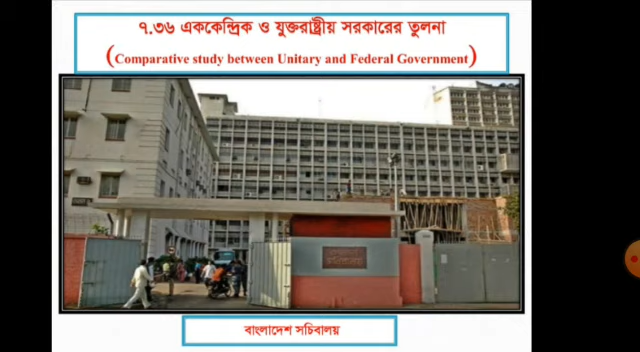 ৭.৩৬ এককেন্দ্রিক ও যুক্তরাষ্ট্রীয় সরকারের তুলনা
(Comparative study between Unitary and Federal Government)
বাংলাদেশ সচিবালয়